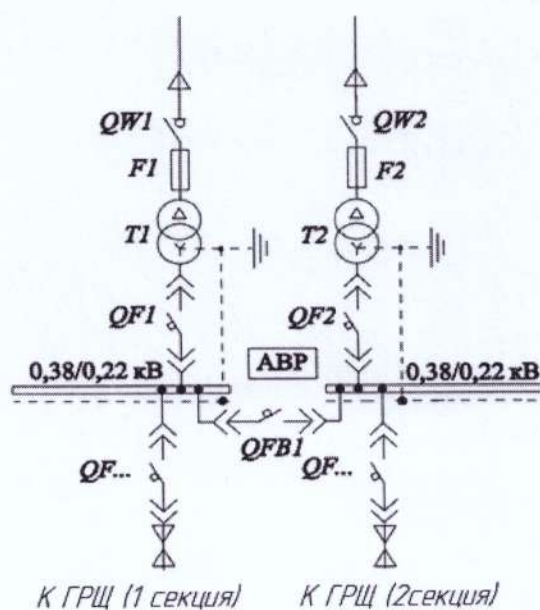 QW1 QW2
F1 F2
T1 T2
QF1 QF2
0,38/0,22 кВ АВР 0,38/0,22 кВ
QFB1
QF... QF...
К ГРЩ (1 секция) К ГРЩ (2секция)